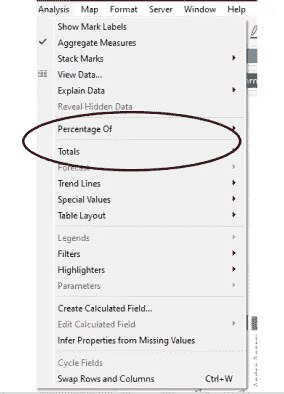 Analysis Map Format Server Window Help
Show Mark Labels
Aggregate Measures
Stack Marks
View Data...
Explain Data
Reveal Hidden Data
Percentage Of
Totals
Forecast
Trend Lines
Special Values
Table Layout
Legends
Filters
Highlighters
Parameters
Create Calculated Field...
Edit Calculated Field
Infer Properties from Missing Values
Cycle Fields
Swap Rows and Columns Ctrl+W